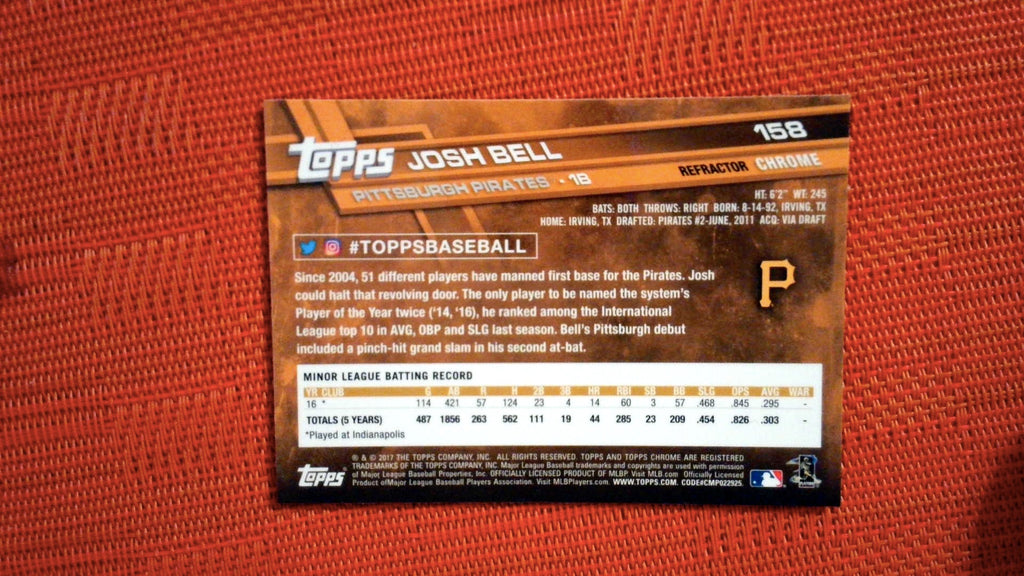 158
TOPPS JOSH BELL
REFRACTOR CHROME
PITTSBURGH PIRATES • 1B
HT: 6'2" WT: 245
BATS: BOTH THROWS: RIGHT BORN: 8-14-92, IRVING, TX
HOME: IRVING, TX DRAFTED: PIRATES #2-JUNE, 2011 ACQ: VIA DRAFT
#TOPPSBASEBALL
Since 2004, 51 different players have manned first base for the Pirates. Josh
could halt that revolving door. The only player to be named the system's
Player of the Year twice ('14, '16), he ranked among the International
League top 10 in AVG, OBP and SLG last season. Bell's Pittsburgh debut
included a pinch-hit grand slam in his second at-bat.
P
MINOR LEAGUE BATTING RECORD
YR CLUB G AB R H 2B 3B HR RBI SB BB SLG OPS AVG WAR
16 * 114 421 57 124 23 4 14 60 3 57 .468 .845 .295 -
TOTALS (5 YEARS) 487 1856 263 562 111 19 44 285 23 209 .454 .826 .303 -
*Played at Indianapolis
® & © 2017 THE TOPPS COMPANY, INC. ALL RIGHTS RESERVED. TOPPS AND TOPPS CHROME ARE REGISTERED
TRADEMARKS OF THE TOPPS COMPANY, INC. Major League Baseball trademarks and copyrights are used with permission
of Major League Baseball Properties, Inc. OFFICIALLY LICENSED PRODUCT OF MLBP. Visit MLB.com Officially Licensed
Product of Major League Baseball Players Association. Visit MLBPlayers.com. WWW.TOPPS.COM. CODE#CMP022925
TOPPS